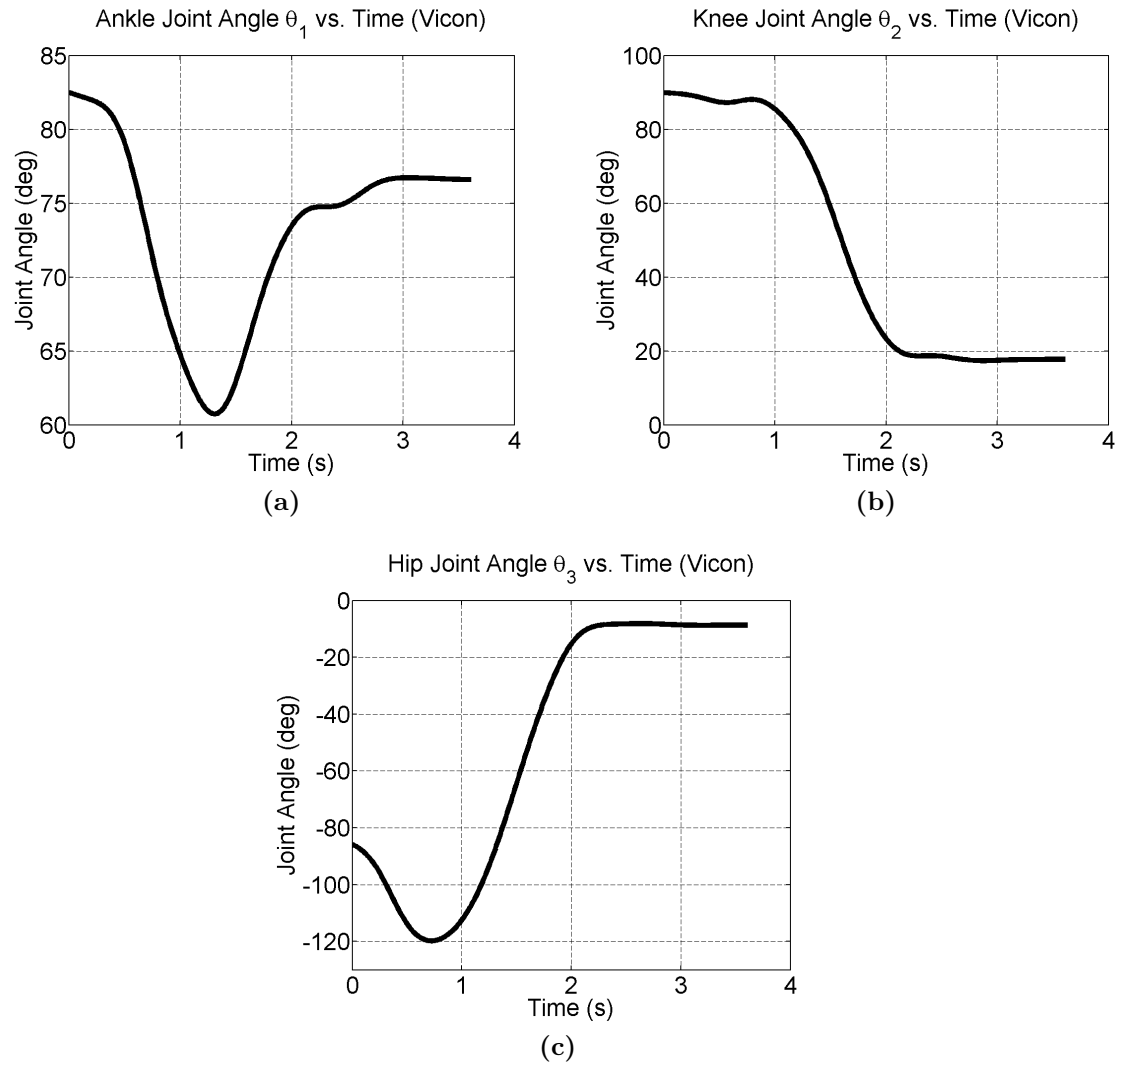 Ankle Joint Angle θ1 vs. Time (Vicon)
85
80
75
70
65
60
Joint Angle (deg)
0 1 2 3 4
Time (s)
(a)
Knee Joint Angle θ2 vs. Time (Vicon)
100
80
60
40
20
0
Joint Angle (deg)
0 1 2 3 4
Time (s)
(b)
Hip Joint Angle θ3 vs. Time (Vicon)
0
-20
-40
-60
-80
-100
-120
Joint Angle (deg)
0 1 2 3 4
Time (s)
(c)